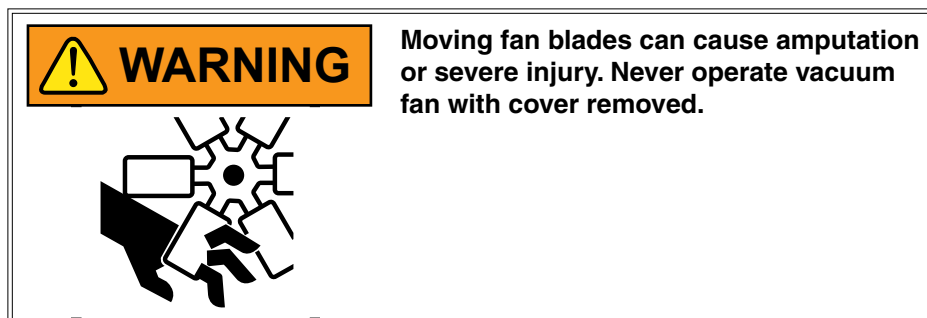 WARNING
Moving fan blades can cause amputation
or severe injury. Never operate vacuum
fan with cover removed.